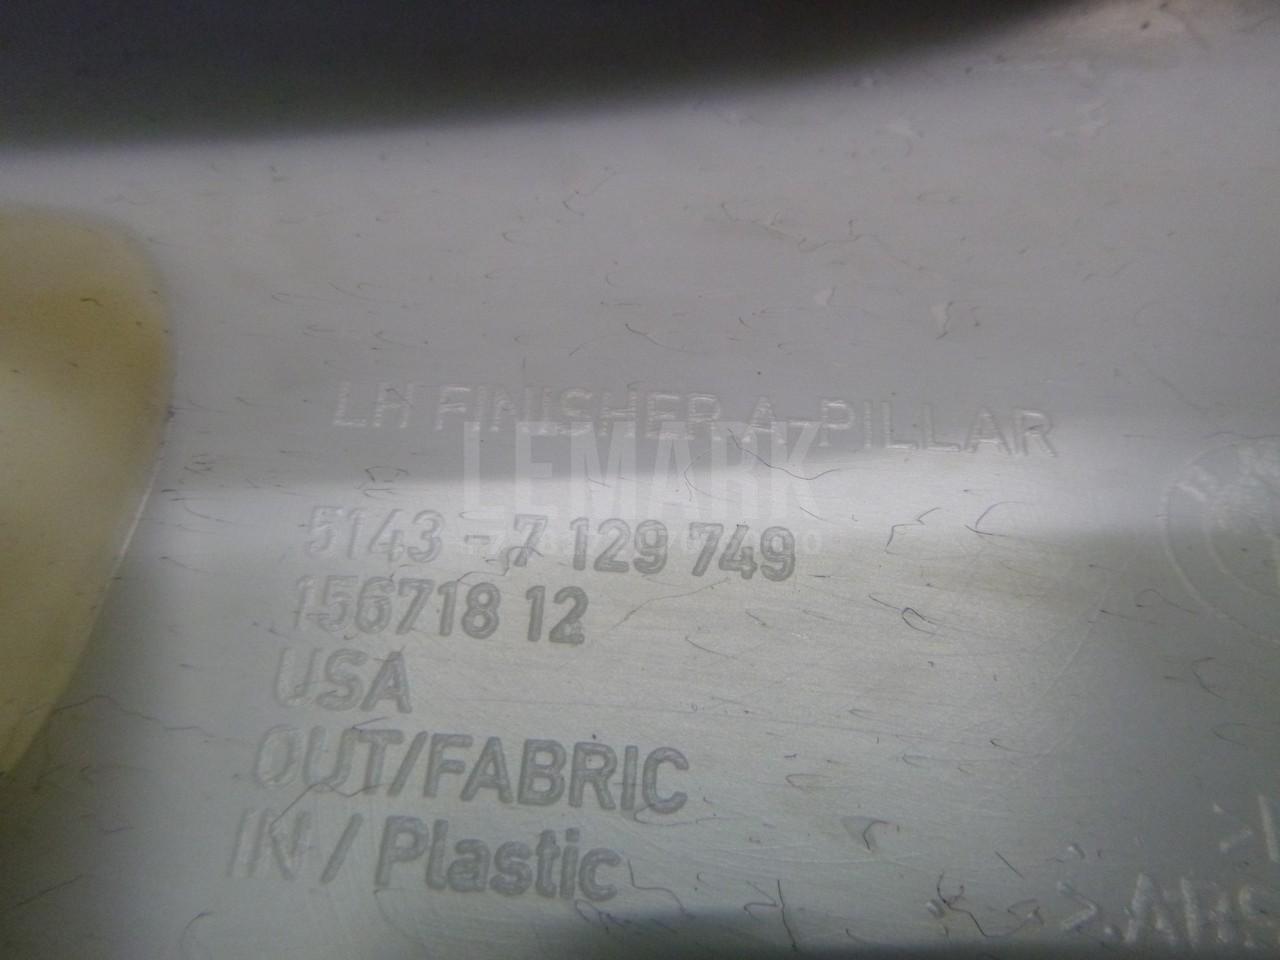 LH FINISHER A-PILLAR
LEMARK
5143 - 7 129 749
156718 12
USA
OUT/FABRIC
IN / Plastic